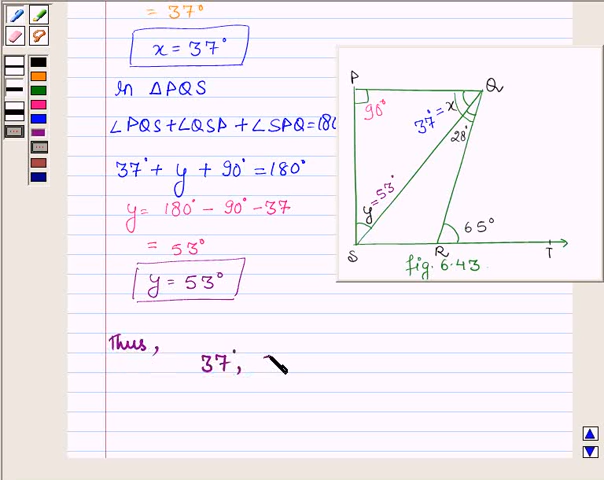 = 37°
x = 37°
In △PQS
∠PQS+∠QSP+∠SPQ=180
37° + y + 90° = 180°
y = 180° - 90° - 37
= 53°
y = 53°
Thus,
37°,
P
Q
90°
37° = x
28°
y = 53°
65°
S
R
T
fig. 6.43